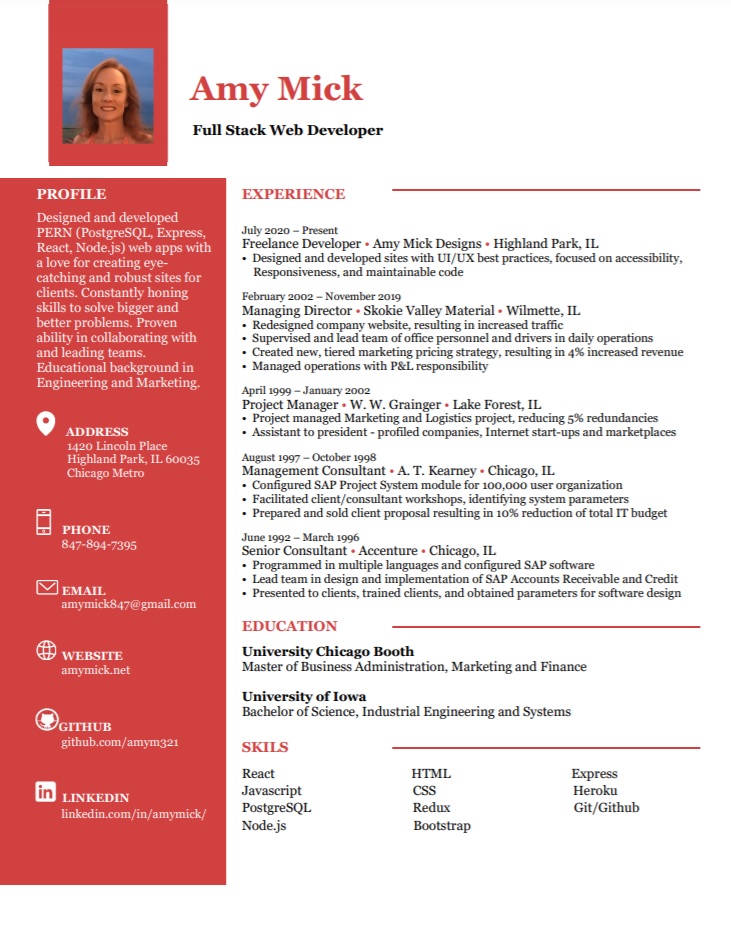 Amy Mick
Full Stack Web Developer
PROFILE
Designed and developed
PERN (PostgreSQL, Express,
React, Node.js) web apps with
a love for creating eye-
catching and robust sites for
clients. Constantly honing
skills to solve bigger and
better problems. Proven
ability in collaborating with
and leading teams.
Educational background in
Engineering and Marketing.
ADDRESS
1420 Lincoln Place
Highland Park, IL 60035
Chicago Metro
PHONE
847-894-7395
EMAIL
amymick847@gmail.com
WEBSITE
amymick.net
GITHUB
github.com/amym321
in
LINKEDIN
linkedin.com/in/amymick/
EXPERIENCE
July 2020 – Present
Freelance Developer • Amy Mick Designs • Highland Park, IL
• Designed and developed sites with UI/UX best practices, focused on accessibility,
Responsiveness, and maintainable code
February 2002 – November 2019
Managing Director • Skokie Valley Material • Wilmette, IL
• Redesigned company website, resulting in increased traffic
• Supervised and lead team of office personnel and drivers in daily operations
• Created new, tiered marketing pricing strategy, resulting in 4% increased revenue
• Managed operations with P&L responsibility
April 1999 – January 2002
Project Manager • W. W. Grainger • Lake Forest, IL
• Project managed Marketing and Logistics project, reducing 5% redundancies
• Assistant to president - profiled companies, Internet start-ups and marketplaces
August 1997 – October 1998
Management Consultant • A. T. Kearney • Chicago, IL
• Configured SAP Project System module for 100,000 user organization
• Facilitated client/consultant workshops, identifying system parameters
• Prepared and sold client proposal resulting in 10% reduction of total IT budget
June 1992 – March 1996
Senior Consultant • Accenture • Chicago, IL
• Programmed in multiple languages and configured SAP software
• Lead team in design and implementation of SAP Accounts Receivable and Credit
• Presented to clients, trained clients, and obtained parameters for software design
EDUCATION
University Chicago Booth
Master of Business Administration, Marketing and Finance
University of Iowa
Bachelor of Science, Industrial Engineering and Systems
SKILLS
React HTML Express
Javascript CSS Heroku
PostgreSQL Redux Git/Github
Node.js Bootstrap